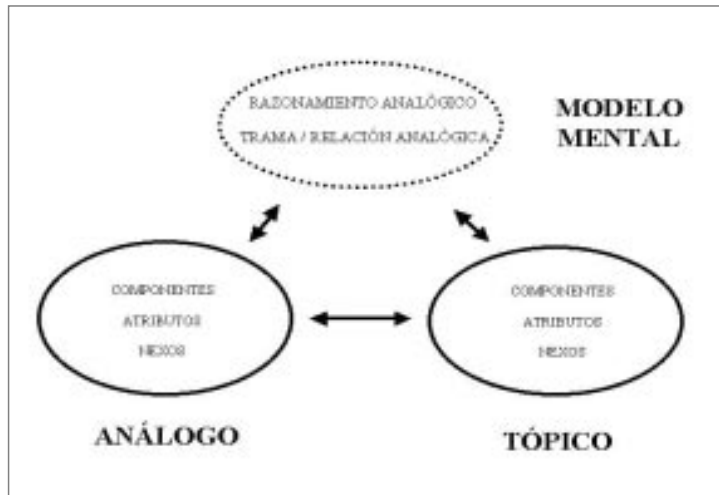 RAZONAMIENTO ANALÓGICO
TRAMA / RELACIÓN ANALÓGICA
MODELO
MENTAL
COMPONENTES
ATRIBUTOS
NEXOS
COMPONENTES
ATRIBUTOS
NEXOS
ANÁLOGO
TÓPICO